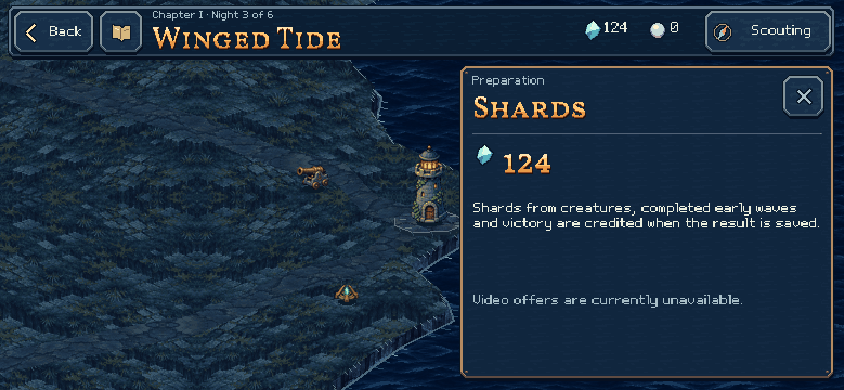 Back
Chapter I · Night 3 of 6
Winged Tide
124
0
Scouting
Preparation
Shards
124
Shards from creatures, completed early waves
and victory are credited when the result is saved.
Video offers are currently unavailable.